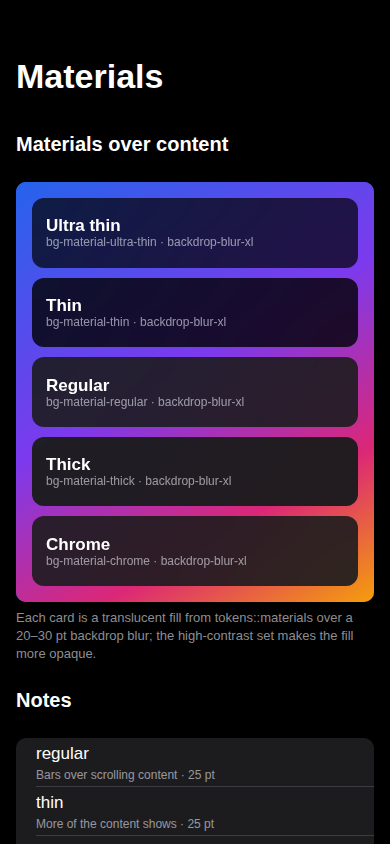 Materials
Materials over content
Ultra thin
bg-material-ultra-thin · backdrop-blur-xl
Thin
bg-material-thin · backdrop-blur-xl
Regular
bg-material-regular · backdrop-blur-xl
Thick
bg-material-thick · backdrop-blur-xl
Chrome
bg-material-chrome · backdrop-blur-xl
Each card is a translucent fill from tokens::materials over a
20–30 pt backdrop blur; the high-contrast set makes the fill
more opaque.
Notes
regular
Bars over scrolling content · 25 pt
thin
More of the content shows · 25 pt